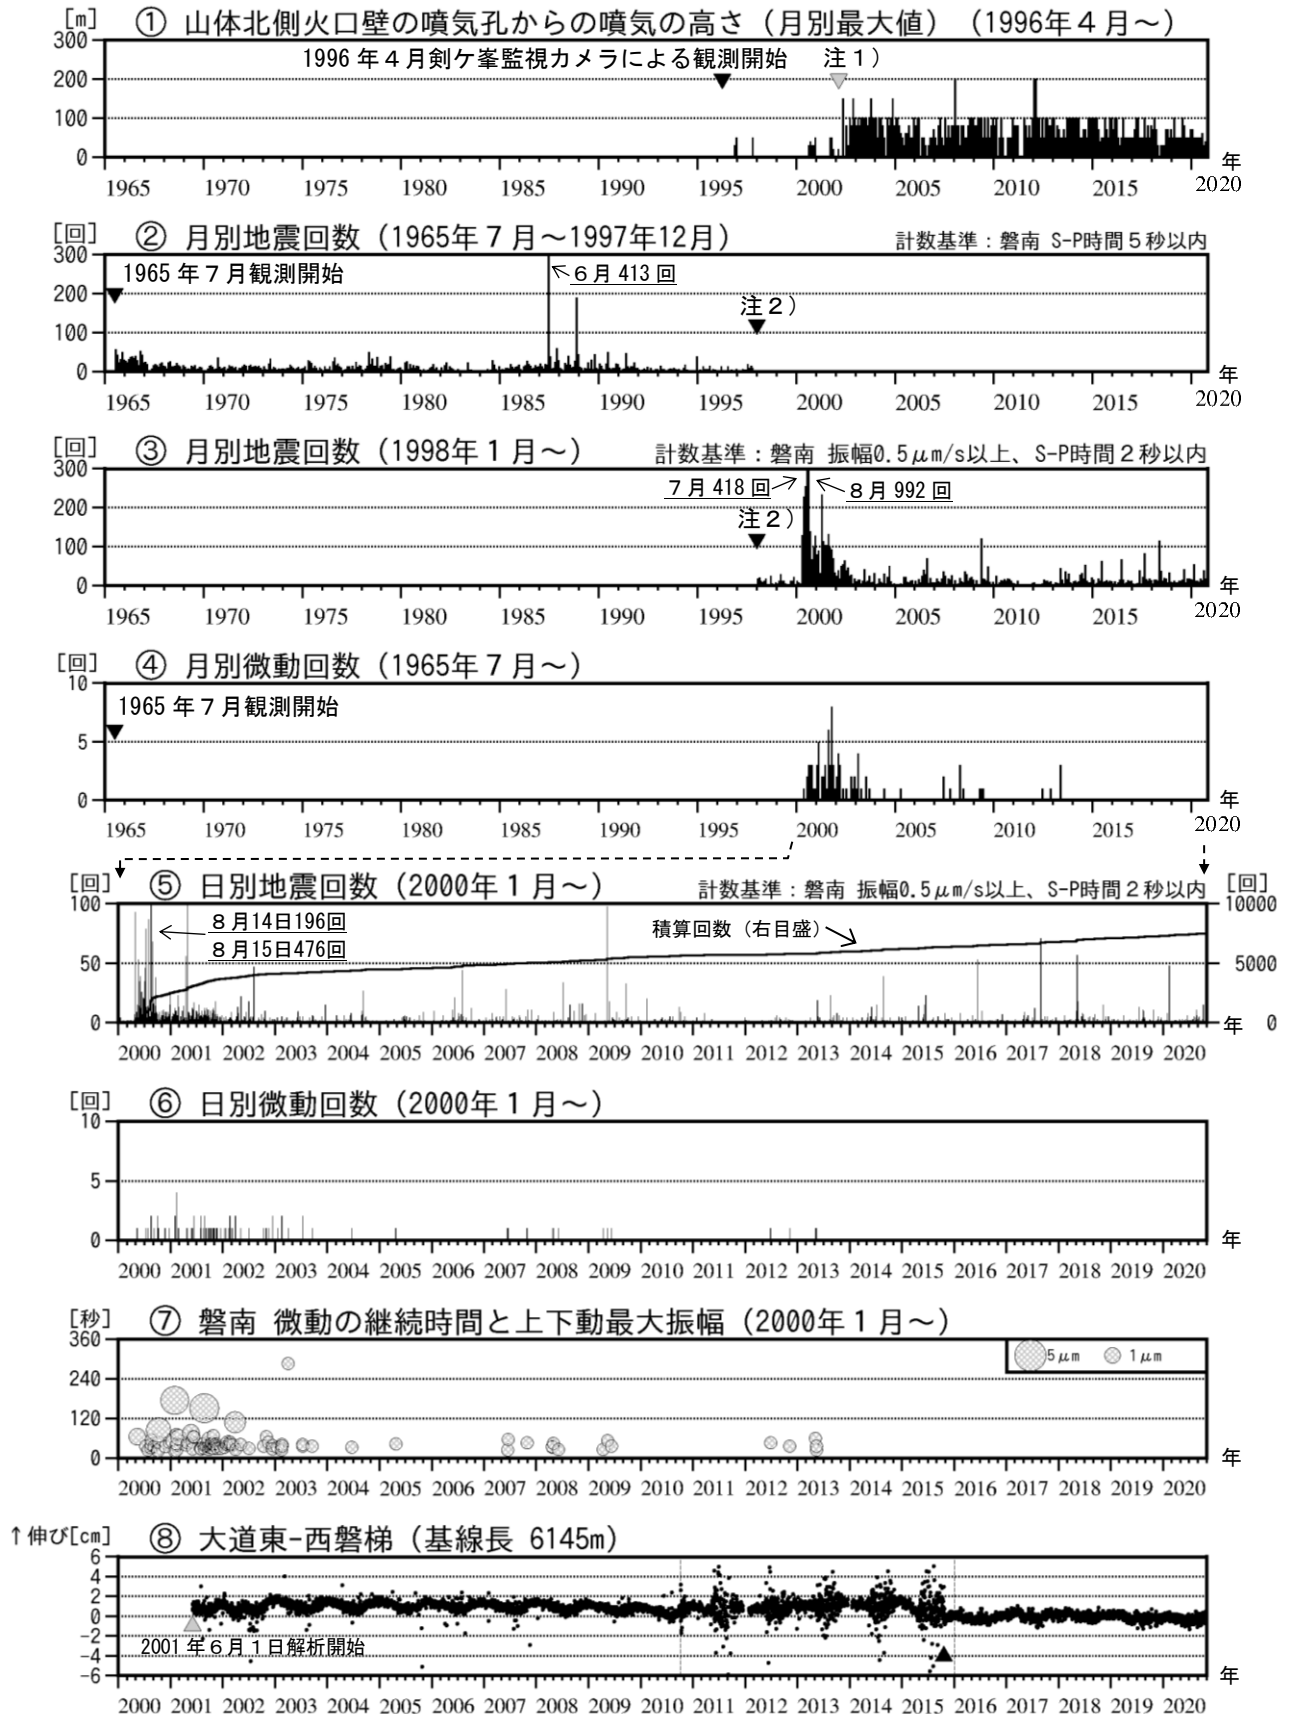 [m] ① 山体北側火口壁の噴気孔からの噴気の高さ（月別最大値）（1996年４月～）
300
1996 年４月剣ケ峯監視カメラによる観測開始 注１）
200
100
0
年
1965 1970 1975 1980 1985 1990 1995 2000 2005 2010 2015 2020
[回] ② 月別地震回数（1965年７月～1997年12月） 計数基準：磐南 S-P時間５秒以内
300
1965 年７月観測開始 ６月 413 回
200
注２）
100
0
年
1965 1970 1975 1980 1985 1990 1995 2000 2005 2010 2015 2020
[回] ③ 月別地震回数（1998年１月～） 計数基準：磐南 振幅0.5μm/s以上、S-P時間２秒以内
300
７月 418 回 ８月 992 回
200
注２）
100
0
年
1965 1970 1975 1980 1985 1990 1995 2000 2005 2010 2015 2020
[回] ④ 月別微動回数（1965年７月～）
10
1965 年７月観測開始
5
0
年
1965 1970 1975 1980 1985 1990 1995 2000 2005 2010 2015 2020
[回] ⑤ 日別地震回数（2000年１月～） 計数基準：磐南 振幅0.5μm/s以上、S-P時間２秒以内 [回]
100 10000
８月14日196回
積算回数（右目盛）
８月15日476回
50 5000
0 年 0
2000 2001 2002 2003 2004 2005 2006 2007 2008 2009 2010 2011 2012 2013 2014 2015 2016 2017 2018 2019 2020
[回] ⑥ 日別微動回数（2000年１月～）
10
5
0 年
2000 2001 2002 2003 2004 2005 2006 2007 2008 2009 2010 2011 2012 2013 2014 2015 2016 2017 2018 2019 2020
[秒] ⑦ 磐南 微動の継続時間と上下動最大振幅（2000年１月～）
360
5μm 1μm
240
120
0 年
2000 2001 2002 2003 2004 2005 2006 2007 2008 2009 2010 2011 2012 2013 2014 2015 2016 2017 2018 2019 2020
↑伸び[cm] ⑧ 大道東-西磐梯（基線長 6145m）
6
4
2
0
-2
2001 年６月１日解析開始
-4
-6 年
2000 2001 2002 2003 2004 2005 2006 2007 2008 2009 2010 2011 2012 2013 2014 2015 2016 2017 2018 2019 2020